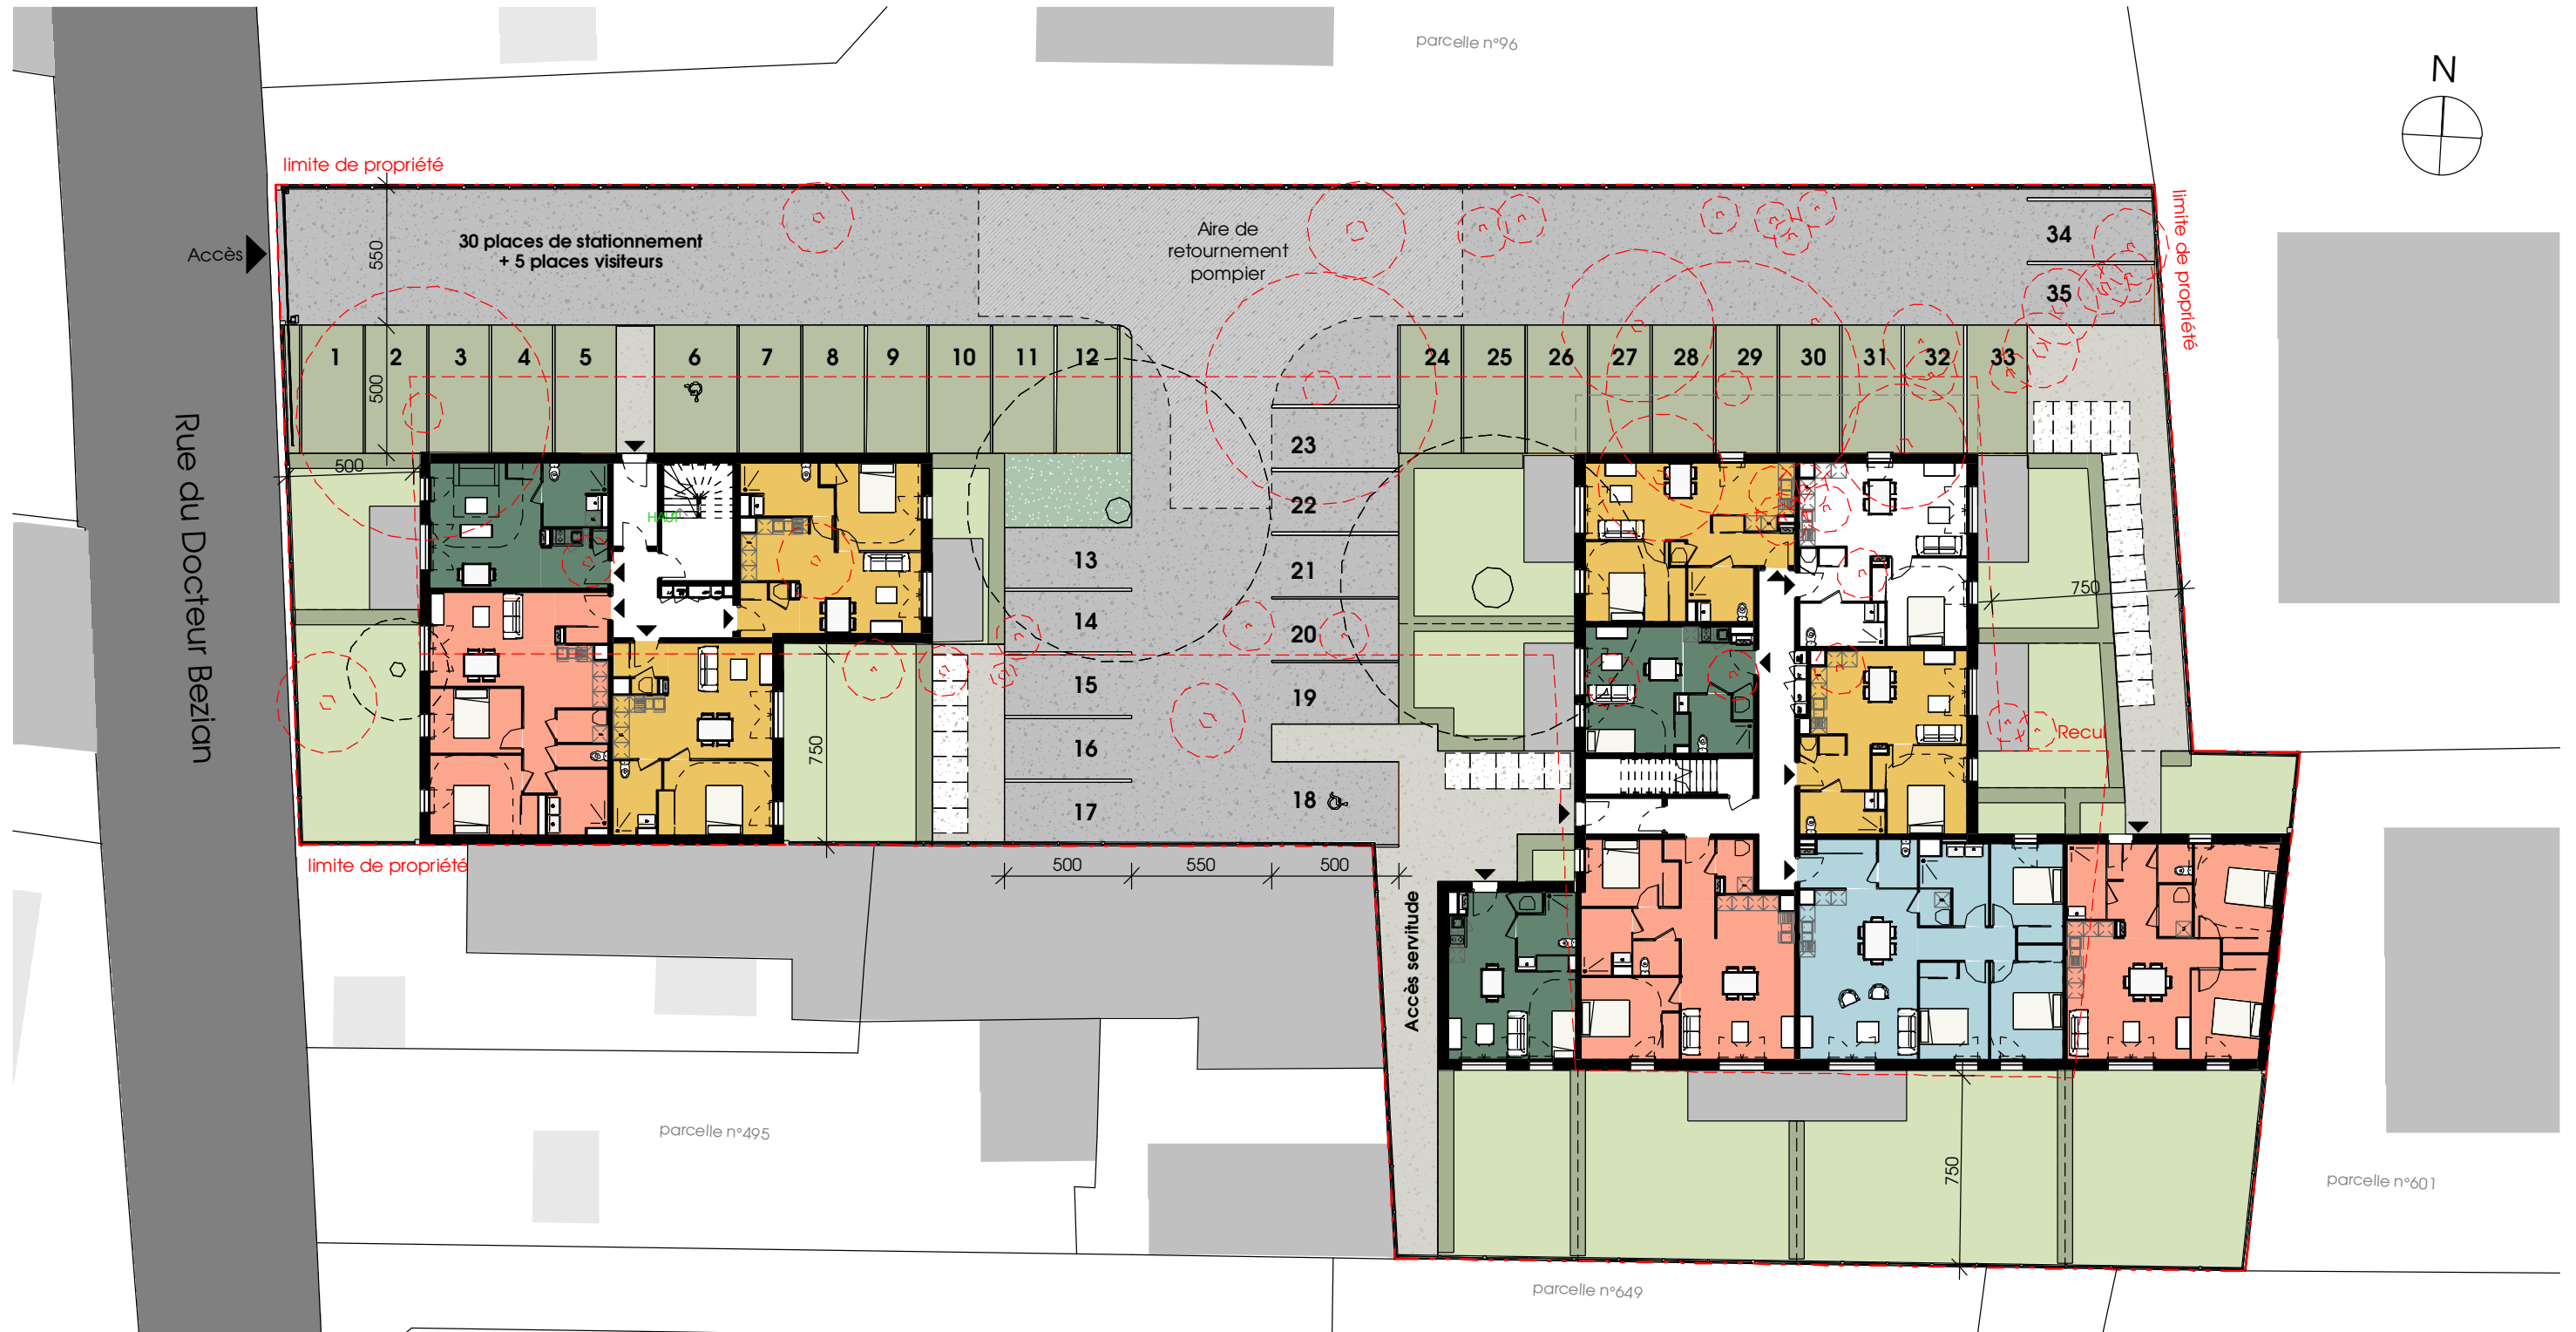 parcelle n°96
N
limite de propriété
Accès
30 places de stationnement
+ 5 places visiteurs
550
Aire de
retournement
pompier
34
35
limite de propriété
1
2
3
4
5
6
7
8
9
10
11
12
24
25
26
27
28
29
30
31
32
33
500
500
23
22
21
20
19
18
13
14
15
16
17
HAUT
Rue du Docteur Bezian
750
750
Recul
limite de propriété
500
550
500
Accès servitude
750
parcelle n°495
parcelle n°601
parcelle n°649